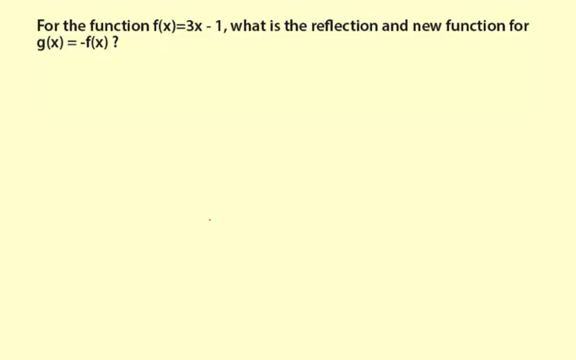 For the function f(x)=3x - 1, what is the reflection and new function for
g(x) = -f(x) ?